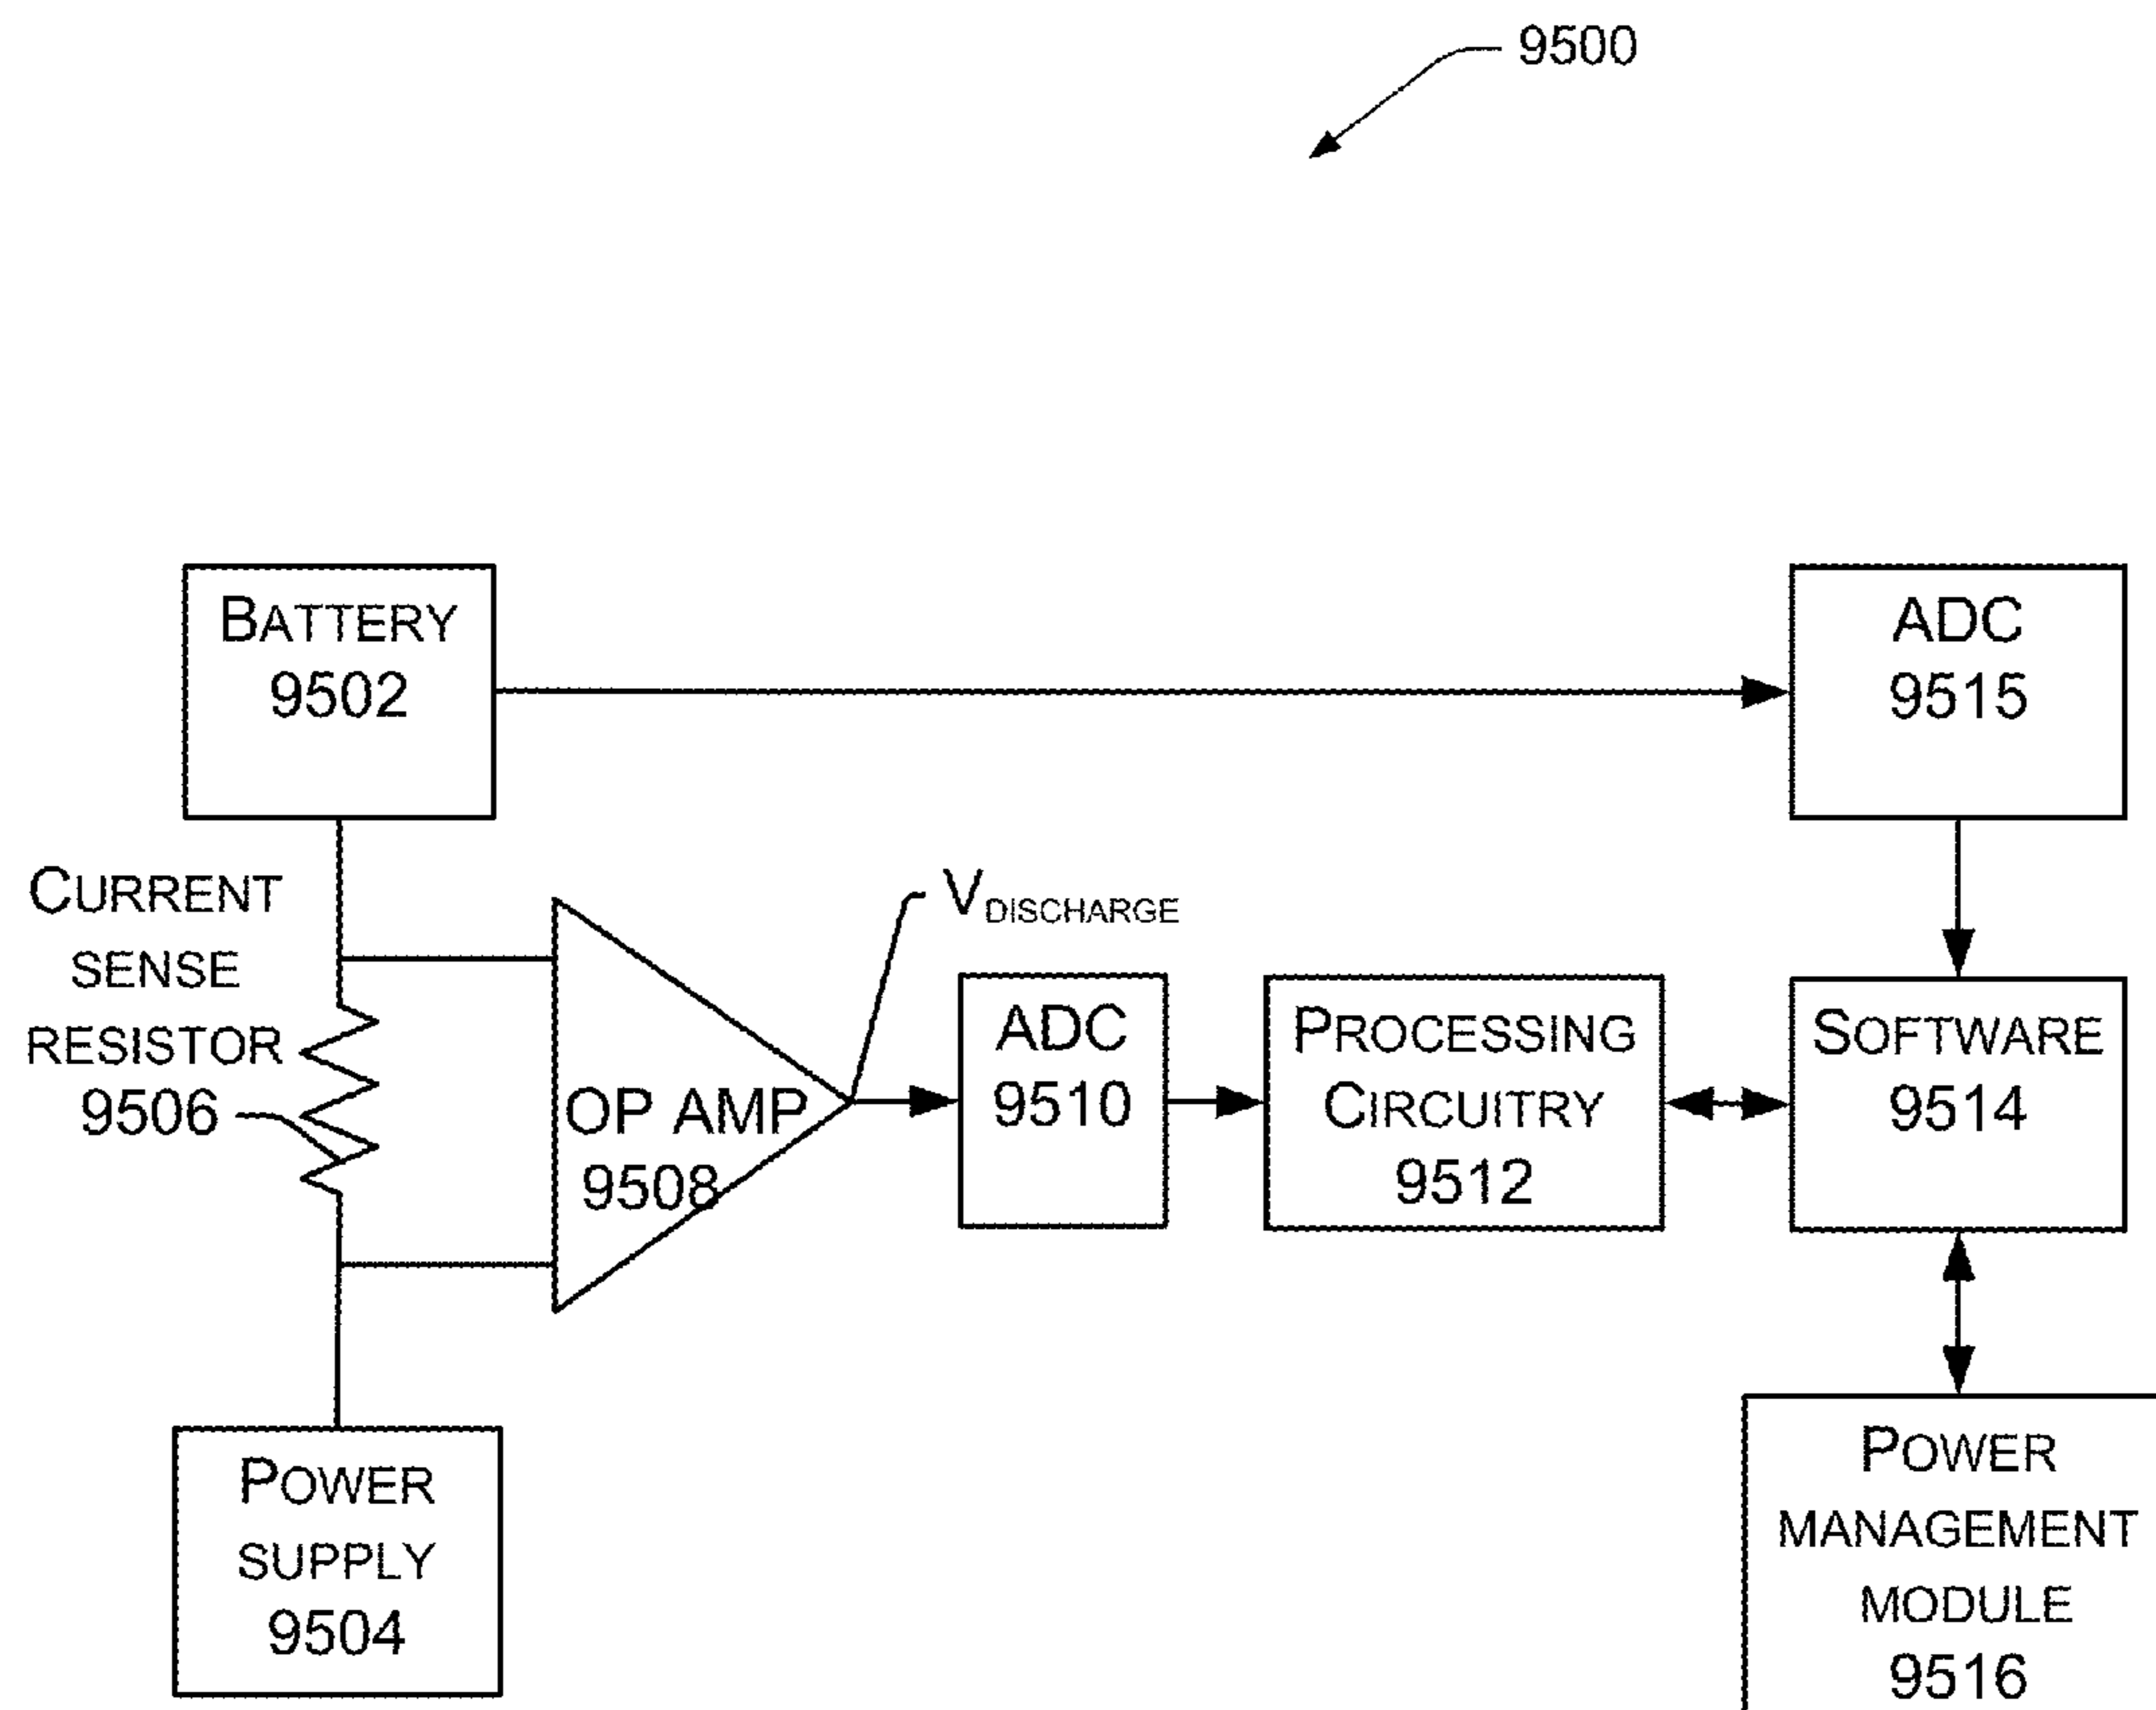 9500
BATTERY
9502
ADC
9515
CURRENT
SENSE
RESISTOR
9506
VDISCHARGE
OP AMP
9508
ADC
9510
PROCESSING
CIRCUITRY
9512
SOFTWARE
9514
POWER
SUPPLY
9504
POWER
MANAGEMENT
MODULE
9516